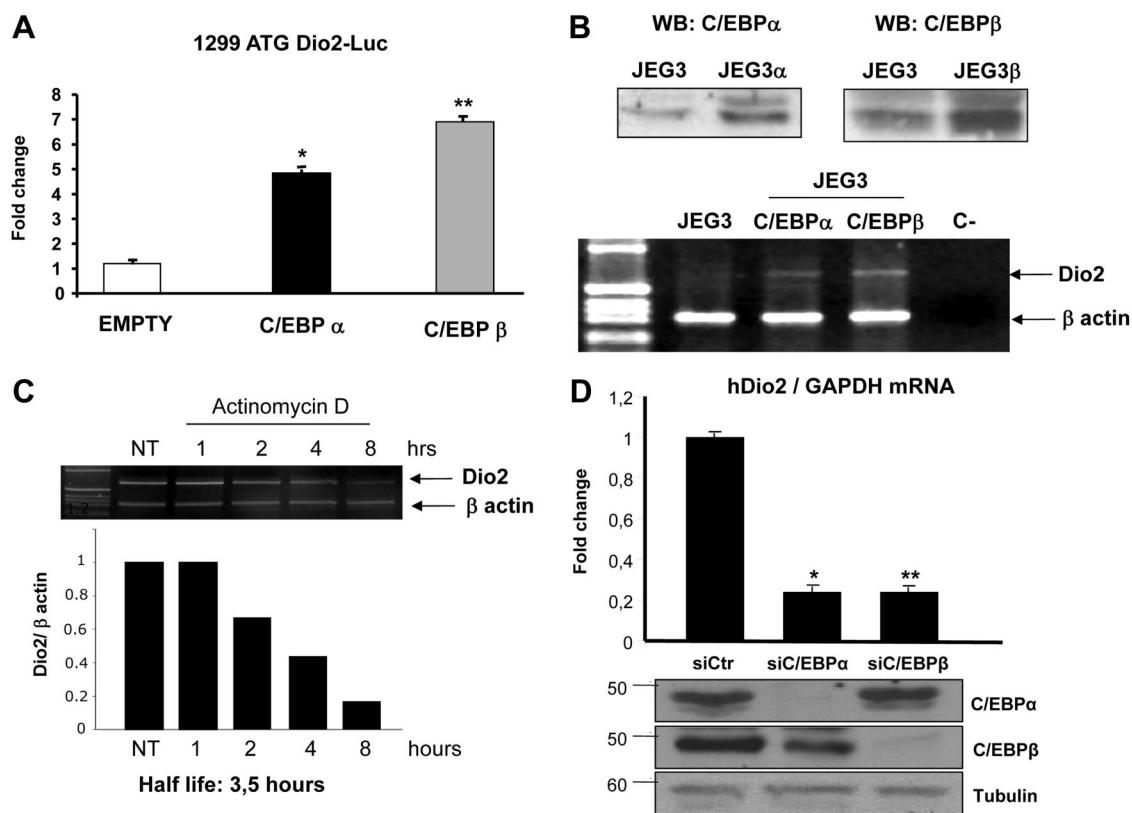 A
1299 ATG Dio2-Luc
Fold change
8
7
6
5
4
3
2
1
0
*
**
EMPTY
C/EBP α
C/EBP β
B
WB: C/EBPα
WB: C/EBPβ
JEG3
JEG3α
JEG3
JEG3β
JEG3
JEG3
C/EBPα
C/EBPβ
C-
Dio2
β actin
C
Actinomycin D
NT
1
2
4
8
hrs
Dio2
β actin
1.2
Dio2/ β actin
1
0.8
0.6
0.4
0.2
0
NT
1
2
4
8
hours
Half life: 3,5 hours
D
hDio2 / GAPDH mRNA
Fold change
1,2
1
0,8
0,6
0,4
0,2
0
*
**
siCtr
siC/EBPα
siC/EBPβ
50
C/EBPα
50
C/EBPβ
60
Tubulin